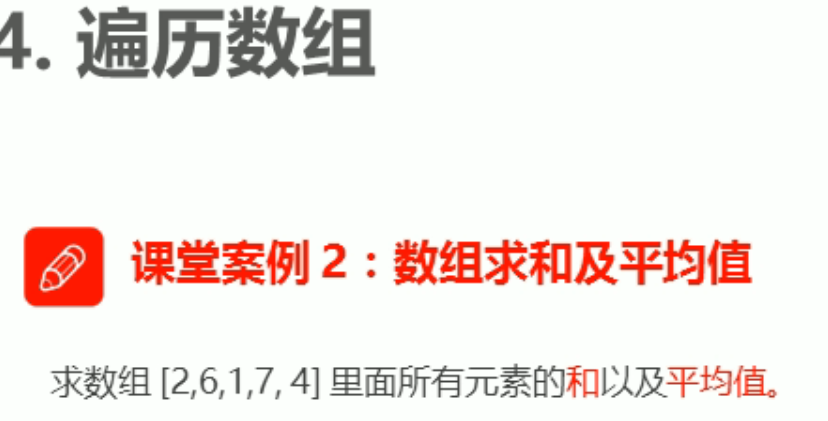 4. 遍历数组
课堂案例 2：数组求和及平均值
求数组 [2,6,1,7, 4] 里面所有元素的和以及平均值。